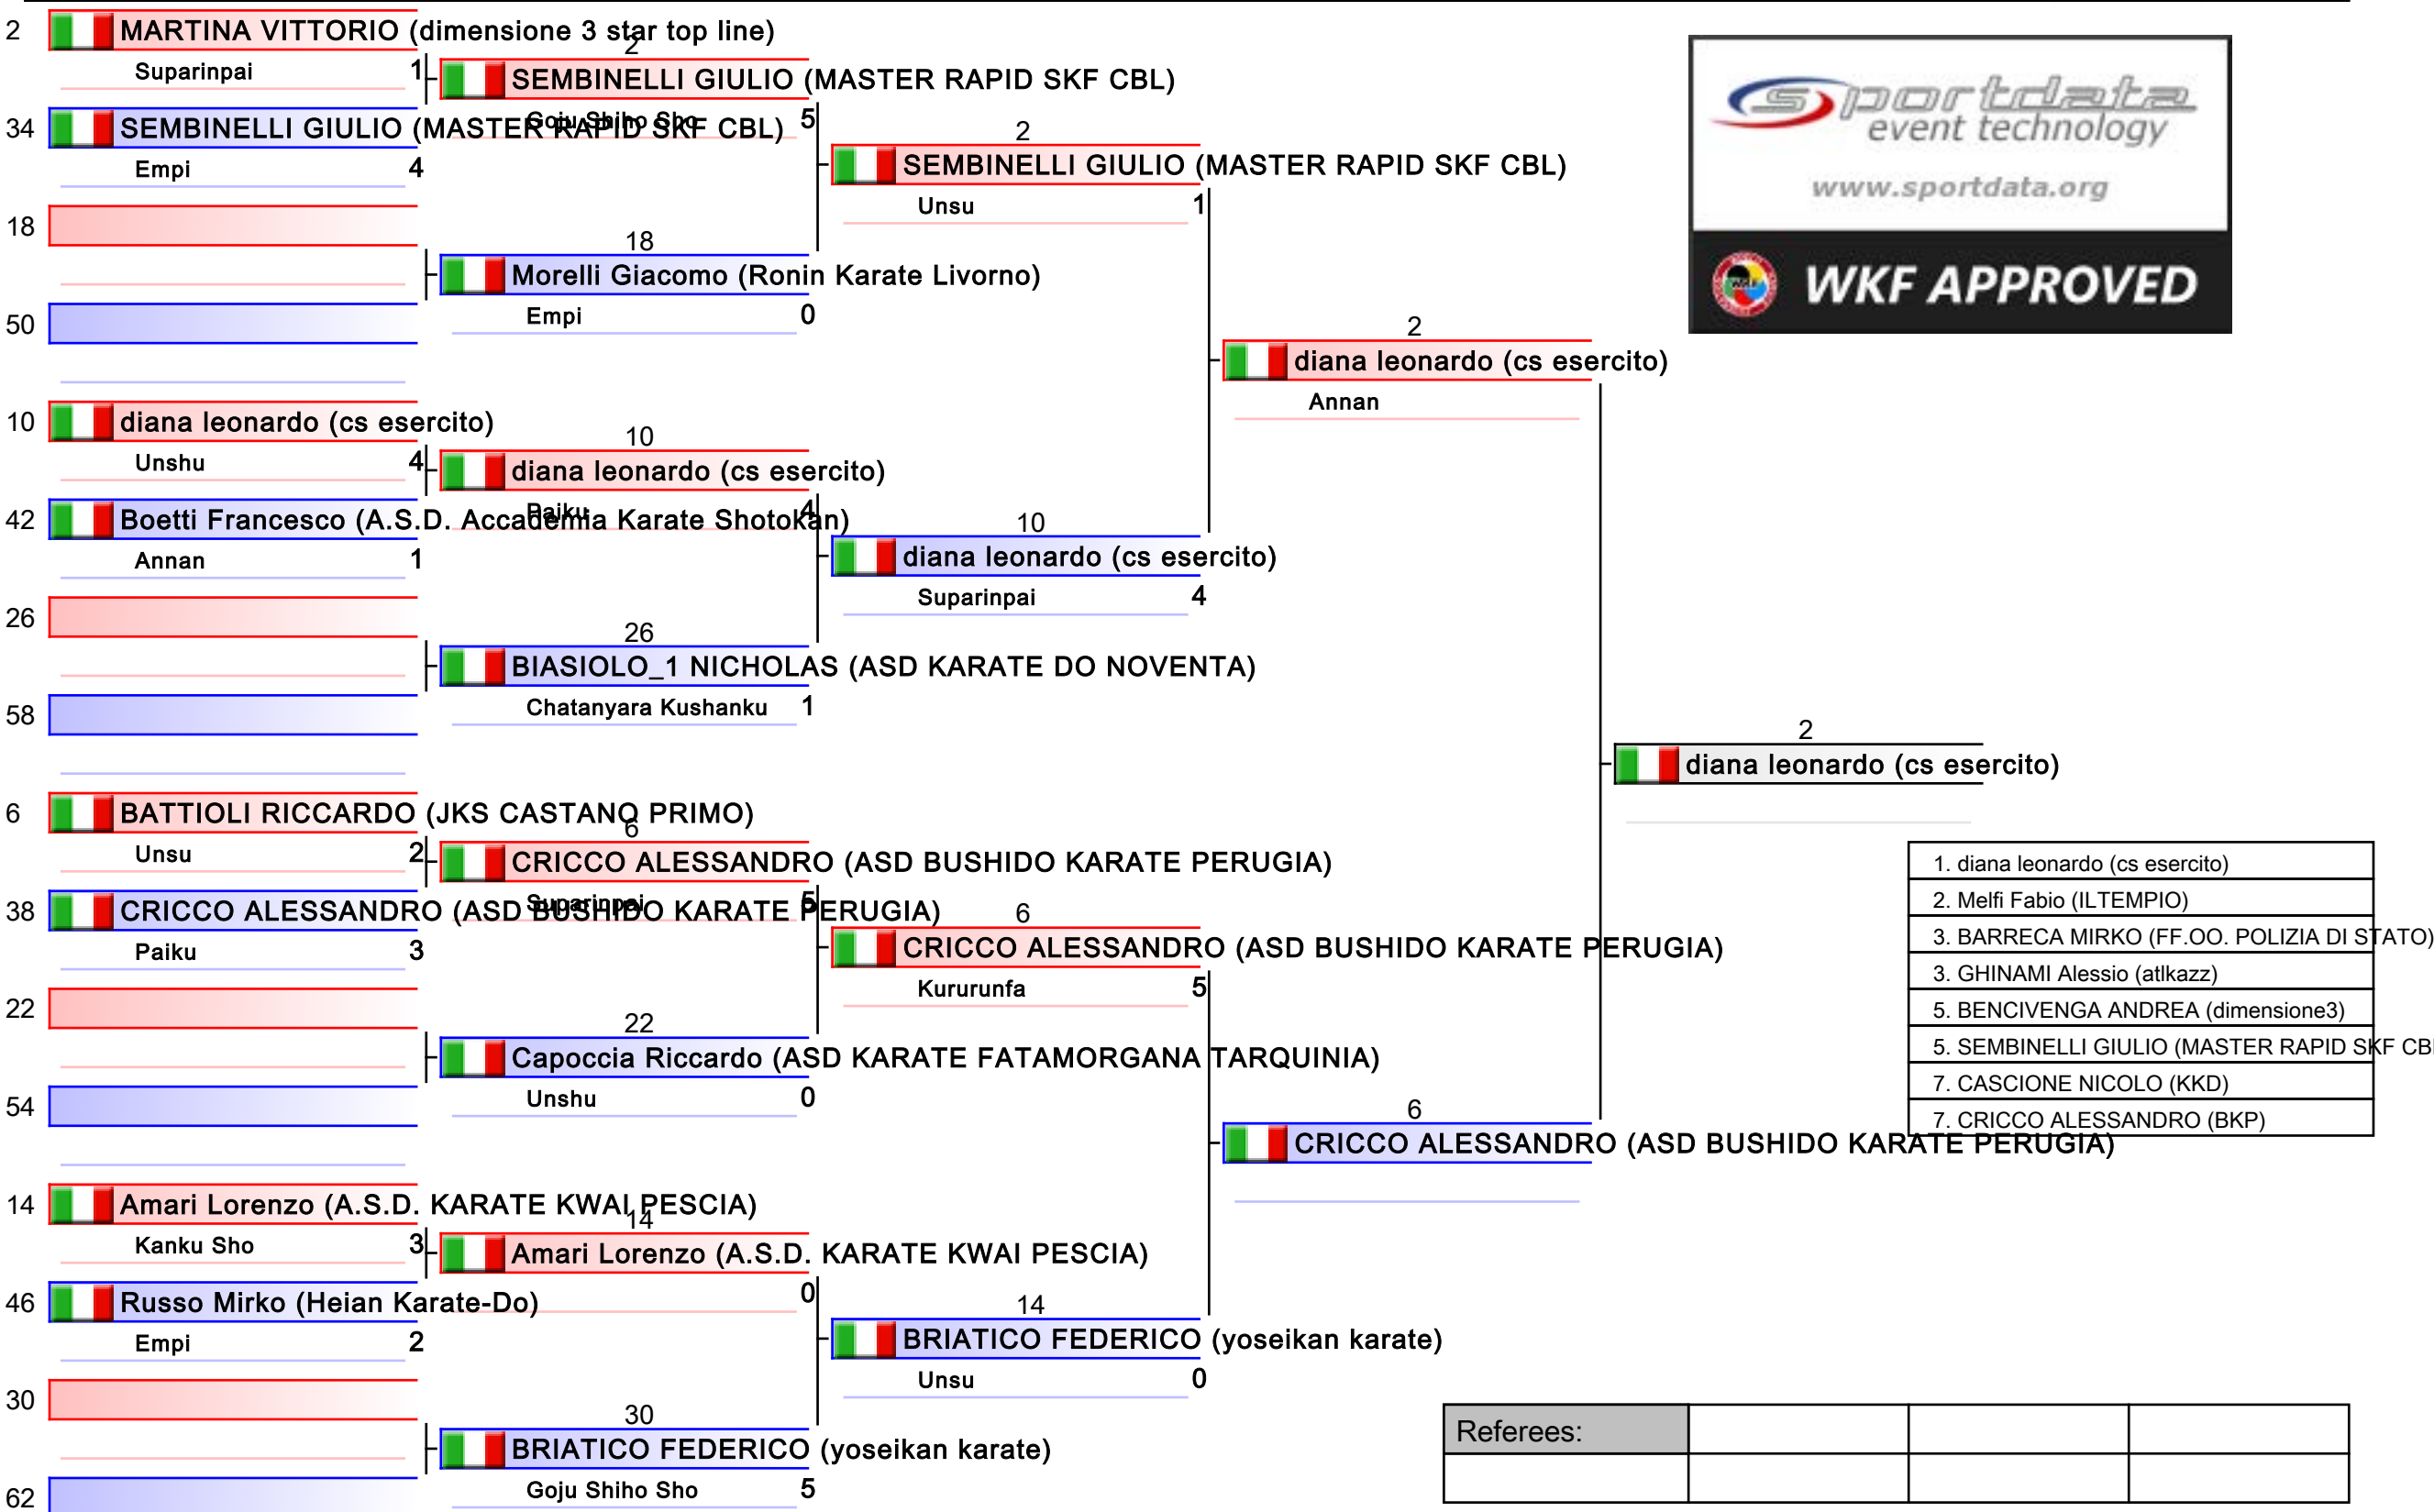 2 MARTINA VITTORIO (dimensione 3 star top line)
Suparinpai 1
34 SEMBINELLI GIULIO (MASTER RAPID SKF CBL)
Empi 4
18
50
10 diana leonardo (cs esercito)
Unshu 4
42 Boetti Francesco (A.S.D. Accademia Karate Shotokan)
Annan 1
26
58
6 BATTIOLI RICCARDO (JKS CASTANO PRIMO)
Unsu 2
38 CRICCO ALESSANDRO (ASD BUSHIDO KARATE PERUGIA)
Paiku 3
22
54
14 Amari Lorenzo (A.S.D. KARATE KWAI PESCIA)
Kanku Sho 3
46 Russo Mirko (Heian Karate-Do)
Empi 2
30
62
2
SEMBINELLI GIULIO (MASTER RAPID SKF CBL)
Goju Shiho Sho 5
18
Morelli Giacomo (Ronin Karate Livorno)
Empi 0
10
diana leonardo (cs esercito)
Paiku 4
26
BIASIOLO_1 NICHOLAS (ASD KARATE DO NOVENTA)
Chatanyara Kushanku 1
6
CRICCO ALESSANDRO (ASD BUSHIDO KARATE PERUGIA)
Suparinpai 5
22
Capoccia Riccardo (ASD KARATE FATAMORGANA TARQUINIA)
Unshu 0
14
Amari Lorenzo (A.S.D. KARATE KWAI PESCIA)
0
30
BRIATICO FEDERICO (yoseikan karate)
Goju Shiho Sho 5
2
SEMBINELLI GIULIO (MASTER RAPID SKF CBL)
Unsu 1
10
diana leonardo (cs esercito)
Suparinpai 4
6
CRICCO ALESSANDRO (ASD BUSHIDO KARATE PERUGIA)
Kururunfa 5
14
BRIATICO FEDERICO (yoseikan karate)
Unsu 0
2
diana leonardo (cs esercito)
Annan
6
CRICCO ALESSANDRO (ASD BUSHIDO KARATE PERUGIA)
2
diana leonardo (cs esercito)
sportdata
event technology
www.sportdata.org
WKF APPROVED
1. diana leonardo (cs esercito)
2. Melfi Fabio (ILTEMPIO)
3. BARRECA MIRKO (FF.OO. POLIZIA DI STATO)
3. GHINAMI Alessio (atlkazz)
5. BENCIVENGA ANDREA (dimensione3)
5. SEMBINELLI GIULIO (MASTER RAPID SKF CB
7. CASCIONE NICOLO (KKD)
7. CRICCO ALESSANDRO (BKP)
Referees: